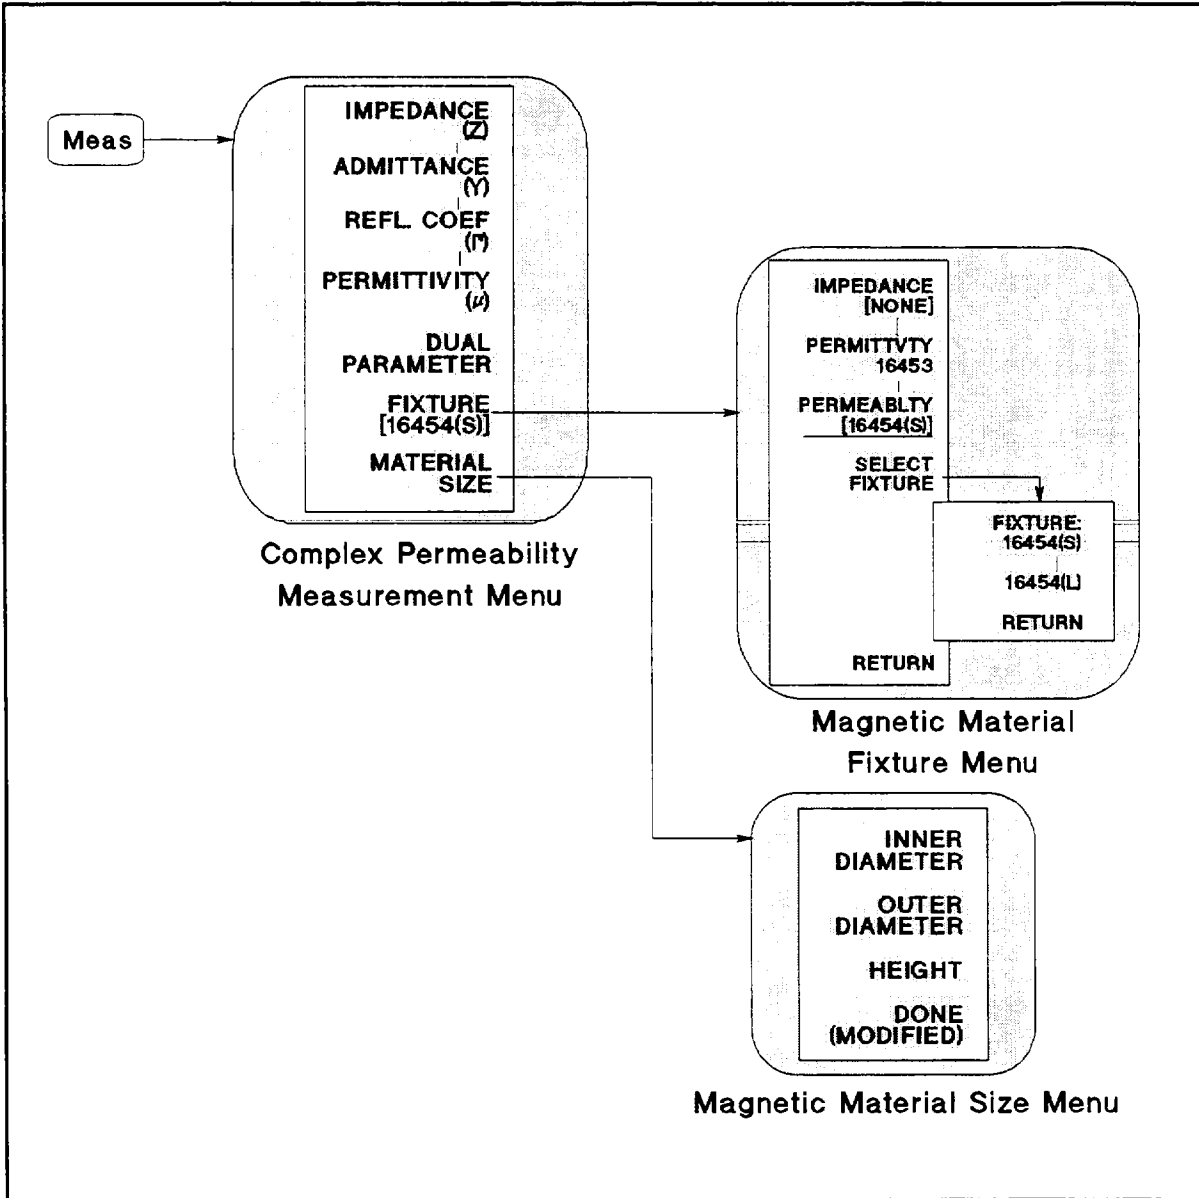 Meas
IMPEDANCE
(Z)
ADMITTANCE
(Y)
REFL. COEF
(Γ)
PERMITTIVITY
(μ)
DUAL
PARAMETER
FIXTURE
[16454(S)]
MATERIAL
SIZE
Complex Permeability
Measurement Menu
IMPEDANCE
[NONE]
PERMITTVTY
16453
PERMEABLTY
[16454(S)]
SELECT
FIXTURE
FIXTURE:
16454(S)
16454(L)
RETURN
RETURN
Magnetic Material
Fixture Menu
INNER
DIAMETER
OUTER
DIAMETER
HEIGHT
DONE
(MODIFIED)
Magnetic Material Size Menu